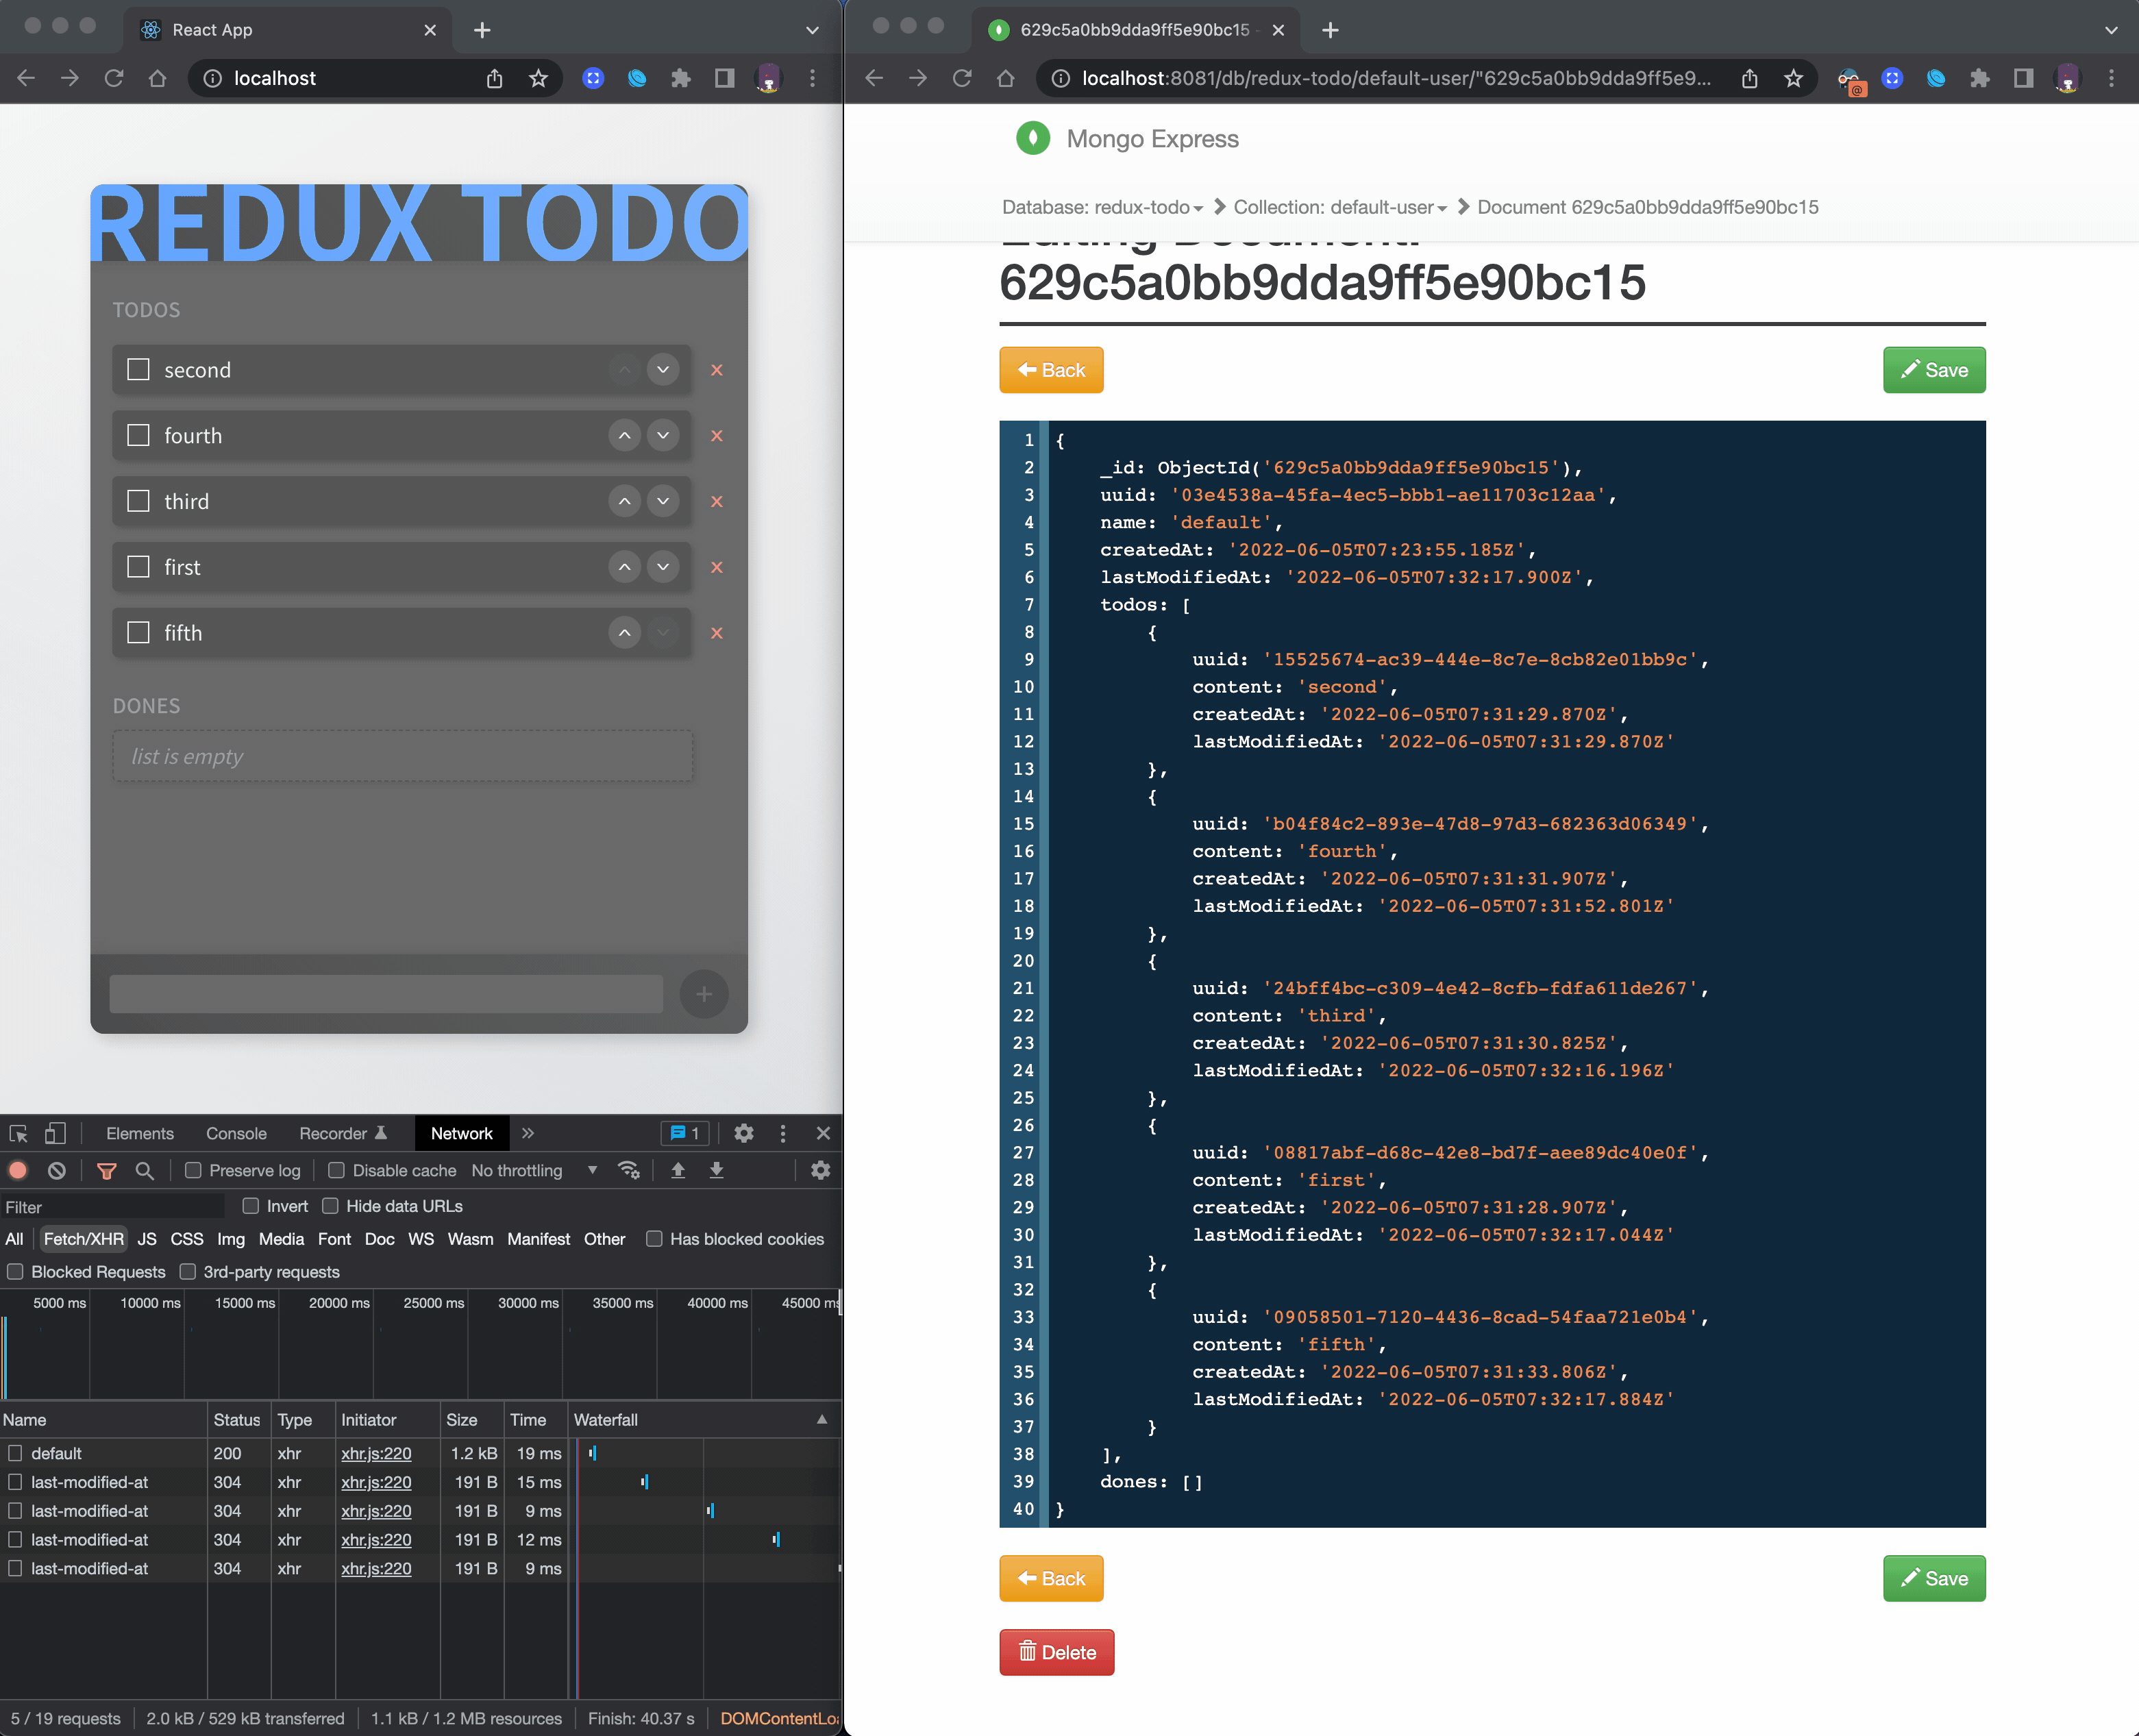 React App
localhost
REDUX TODO
TODOS
second
fourth
third
first
fifth
DONES
list is empty
Elements Console Recorder Network 1
Preserve log Disable cache No throttling
Filter Invert Hide data URLs
All Fetch/XHR JS CSS Img Media Font Doc WS Wasm Manifest Other Has blocked cookies
Blocked Requests 3rd-party requests
5000 ms 10000 ms 15000 ms 20000 ms 25000 ms 30000 ms 35000 ms 40000 ms 45000 ms
Name Status Type Initiator Size Time Waterfall
default 200 xhr xhr.js:220 1.2 kB 19 ms
last-modified-at 304 xhr xhr.js:220 191 B 15 ms
last-modified-at 304 xhr xhr.js:220 191 B 9 ms
last-modified-at 304 xhr xhr.js:220 191 B 12 ms
last-modified-at 304 xhr xhr.js:220 191 B 9 ms
5 / 19 requests 2.0 kB / 529 kB transferred 1.1 kB / 1.2 MB resources Finish: 40.37 s DOMContentLoa
629c5a0bb9dda9ff5e90bc15 -
localhost:8081/db/redux-todo/default-user/"629c5a0bb9dda9ff5e9...
Mongo Express
Database: redux-todo Collection: default-user Document 629c5a0bb9dda9ff5e90bc15
Editing Document:
629c5a0bb9dda9ff5e90bc15
Back Save
1 {
2 _id: ObjectId('629c5a0bb9dda9ff5e90bc15'),
3 uuid: '03e4538a-45fa-4ec5-bbb1-ae11703c12aa',
4 name: 'default',
5 createdAt: '2022-06-05T07:23:55.185Z',
6 lastModifiedAt: '2022-06-05T07:32:17.900Z',
7 todos: [
8 {
9 uuid: '15525674-ac39-444e-8c7e-8cb82e01bb9c',
10 content: 'second',
11 createdAt: '2022-06-05T07:31:29.870Z',
12 lastModifiedAt: '2022-06-05T07:31:29.870Z'
13 },
14 {
15 uuid: 'b04f84c2-893e-47d8-97d3-682363d06349',
16 content: 'fourth',
17 createdAt: '2022-06-05T07:31:31.907Z',
18 lastModifiedAt: '2022-06-05T07:31:52.801Z'
19 },
20 {
21 uuid: '24bff4bc-c309-4e42-8cfb-fdfa611de267',
22 content: 'third',
23 createdAt: '2022-06-05T07:31:30.825Z',
24 lastModifiedAt: '2022-06-05T07:32:16.196Z'
25 },
26 {
27 uuid: '08817abf-d68c-42e8-bd7f-aee89dc40e0f',
28 content: 'first',
29 createdAt: '2022-06-05T07:31:28.907Z',
30 lastModifiedAt: '2022-06-05T07:32:17.044Z'
31 },
32 {
33 uuid: '09058501-7120-4436-8cad-54faa721e0b4',
34 content: 'fifth',
35 createdAt: '2022-06-05T07:31:33.806Z',
36 lastModifiedAt: '2022-06-05T07:32:17.884Z'
37 }
38 ],
39 dones: []
40 }
Back Save
Delete